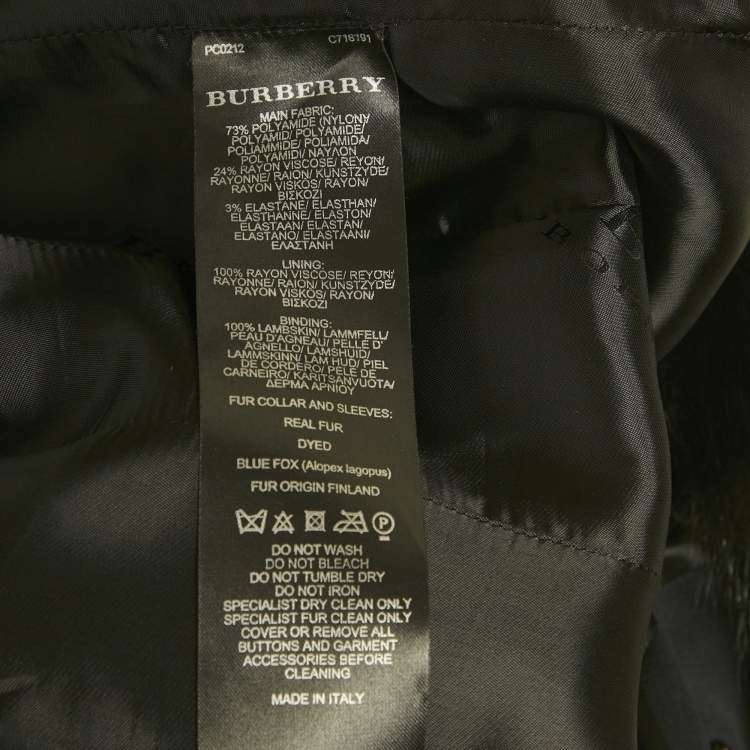 PC0212 C716191
BURBERRY
MAIN FABRIC:
73% POLYAMIDE (NYLON)/
POLYAMID/ POLYAMIDE/
POLIAMMIDE/ POLIAMIDA/
POLYAMIDI/ ΝΑΥΛΟΝ
24% RAYON VISCOSE/ REYON/
RAYONNE/ RAION/ KUNSTZYDE/
RAYON VISKOS/ RAYON/
ΒΙΣΚΟΖΙ
3% ELASTANE/ ELASTHAN/
ELASTHANNE/ ELASTON/
ELASTAAN/ ELASTAN/
ELASTANO/ ELASTAANI/
ΕΛΑΣΤΑΝΗ
LINING:
100% RAYON VISCOSE/ REYON/
RAYONNE/ RAION/ KUNSTZYDE/
RAYON VISKOS/ RAYON/
ΒΙΣΚΟΖΙ
BINDING:
100% LAMBSKIN/ LAMMFELL/
PEAU D'AGNEAU/ PELLE D'
AGNELLO/ LAMSHUID/
LAMMSKINN/ LAM HUD/ PIEL
DE CORDERO/ PELE DE
CARNEIRO/ KARITSANVUOTA/
ΔΕΡΜΑ ΑΡΝΙΟΥ
FUR COLLAR AND SLEEVES:
REAL FUR
DYED
BLUE FOX (Alopex lagopus)
FUR ORIGIN FINLAND
P
DO NOT WASH
DO NOT BLEACH
DO NOT TUMBLE DRY
DO NOT IRON
SPECIALIST DRY CLEAN ONLY
SPECIALIST FUR CLEAN ONLY
COVER OR REMOVE ALL
BUTTONS AND GARMENT
ACCESSORIES BEFORE
CLEANING
MADE IN ITALY